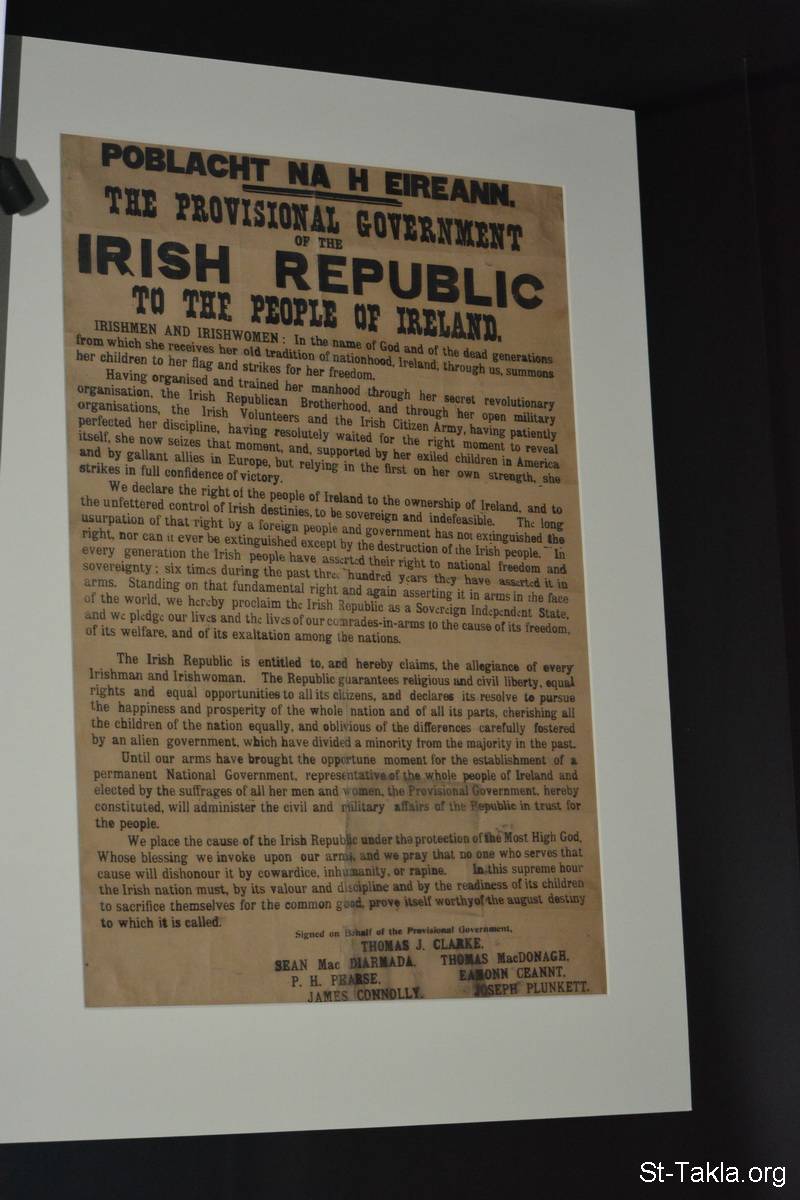 POBLACHT NA H EIREANN.
THE PROVISIONAL GOVERNMENT
OF THE
IRISH REPUBLIC
TO THE PEOPLE OF IRELAND.
IRISHMEN AND IRISHWOMEN: In the name of God and of the dead generations
from which she receives her old tradition of nationhood, Ireland, through us, summons
her children to her flag and strikes for her freedom.
Having organised and trained her manhood through her secret revolutionary
organisation, the Irish Republican Brotherhood, and through her open military
organisations, the Irish Volunteers and the Irish Citizen Army, having patiently
perfected her discipline, having resolutely waited for the right moment to reveal
itself, she now seizes that moment, and, supported by her exiled children in America
and by gallant allies in Europe, but relying in the first on her own strength, she
strikes in full confidence of victory.
We declare the right of the people of Ireland to the ownership of Ireland, and to
the unfettered control of Irish destinies, to be sovereign and indefeasible. The long
usurpation of that right by a foreign people and government has not extinguished the
right, nor can it ever be extinguished except by the destruction of the Irish people. In
every generation the Irish people have asserted their right to national freedom and
sovereignty; six times during the past three hundred years they have asserted it in
arms. Standing on that fundamental right and again asserting it in arms in the face
of the world, we hereby proclaim the Irish Republic as a Sovereign Independent State,
and we pledge our lives and the lives of our comrades-in-arms to the cause of its freedom,
of its welfare, and of its exaltation among the nations.
The Irish Republic is entitled to, and hereby claims, the allegiance of every
Irishman and Irishwoman. The Republic guarantees religious and civil liberty, equal
rights and equal opportunities to all its citizens, and declares its resolve to pursue
the happiness and prosperity of the whole nation and of all its parts, cherishing all
the children of the nation equally, and oblivious of the differences carefully fostered
by an alien government, which have divided a minority from the majority in the past.
Until our arms have brought the opportune moment for the establishment of a
permanent National Government, representative of the whole people of Ireland and
elected by the suffrages of all her men and women, the Provisional Government, hereby
constituted, will administer the civil and military affairs of the Republic in trust for
the people.
We place the cause of the Irish Republic under the protection of the Most High God,
Whose blessing we invoke upon our arms, and we pray that no one who serves that
cause will dishonour it by cowardice, inhumanity, or rapine. In this supreme hour
the Irish nation must, by its valour and discipline and by the readiness of its children
to sacrifice themselves for the common good, prove itself worthy of the august destiny
to which it is called.
Signed on Behalf of the Provisional Government,
THOMAS J. CLARKE,
SEAN Mac DIARMADA, THOMAS MacDONAGH,
P. H. PEARSE, EAMONN CEANNT,
JAMES CONNOLLY, JOSEPH PLUNKETT.
St-Takla.org